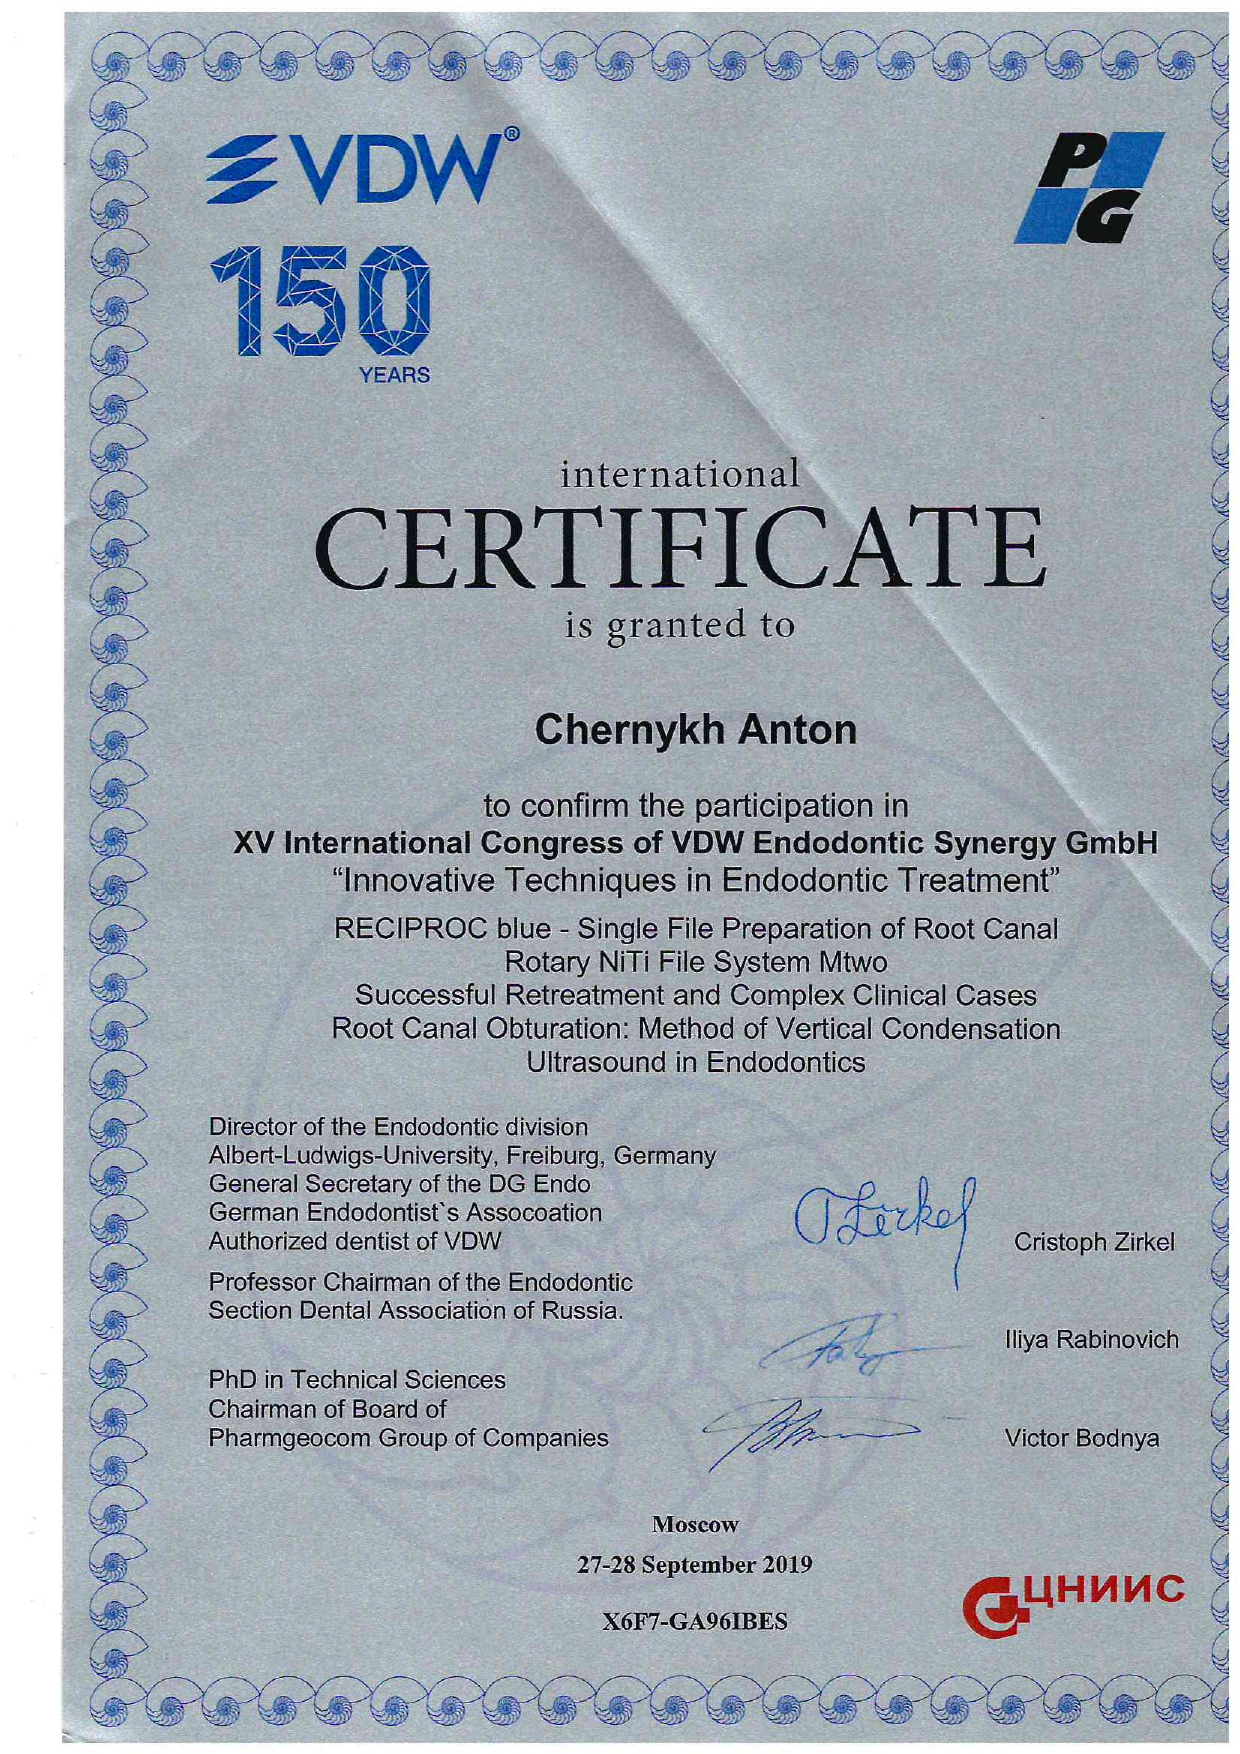 VDW®
150
YEARS
PG
international
CERTIFICATE
is granted to
Chernykh Anton
to confirm the participation in
XV International Congress of VDW Endodontic Synergy GmbH
“Innovative Techniques in Endodontic Treatment”
RECIPROC blue - Single File Preparation of Root Canal
Rotary NiTi File System Mtwo
Successful Retreatment and Complex Clinical Cases
Root Canal Obturation: Method of Vertical Condensation
Ultrasound in Endodontics
Director of the Endodontic division
Albert-Ludwigs-University, Freiburg, Germany
General Secretary of the DG Endo
German Endodontist`s Assocoation
Authorized dentist of VDW
Zirkel
Cristoph Zirkel
Professor Chairman of the Endodontic
Section Dental Association of Russia.
Iliya Rabinovich
PhD in Technical Sciences
Chairman of Board of
Pharmgeocom Group of Companies
Victor Bodnya
Moscow
27-28 September 2019
X6F7-GA96IBES
ЦНИИС